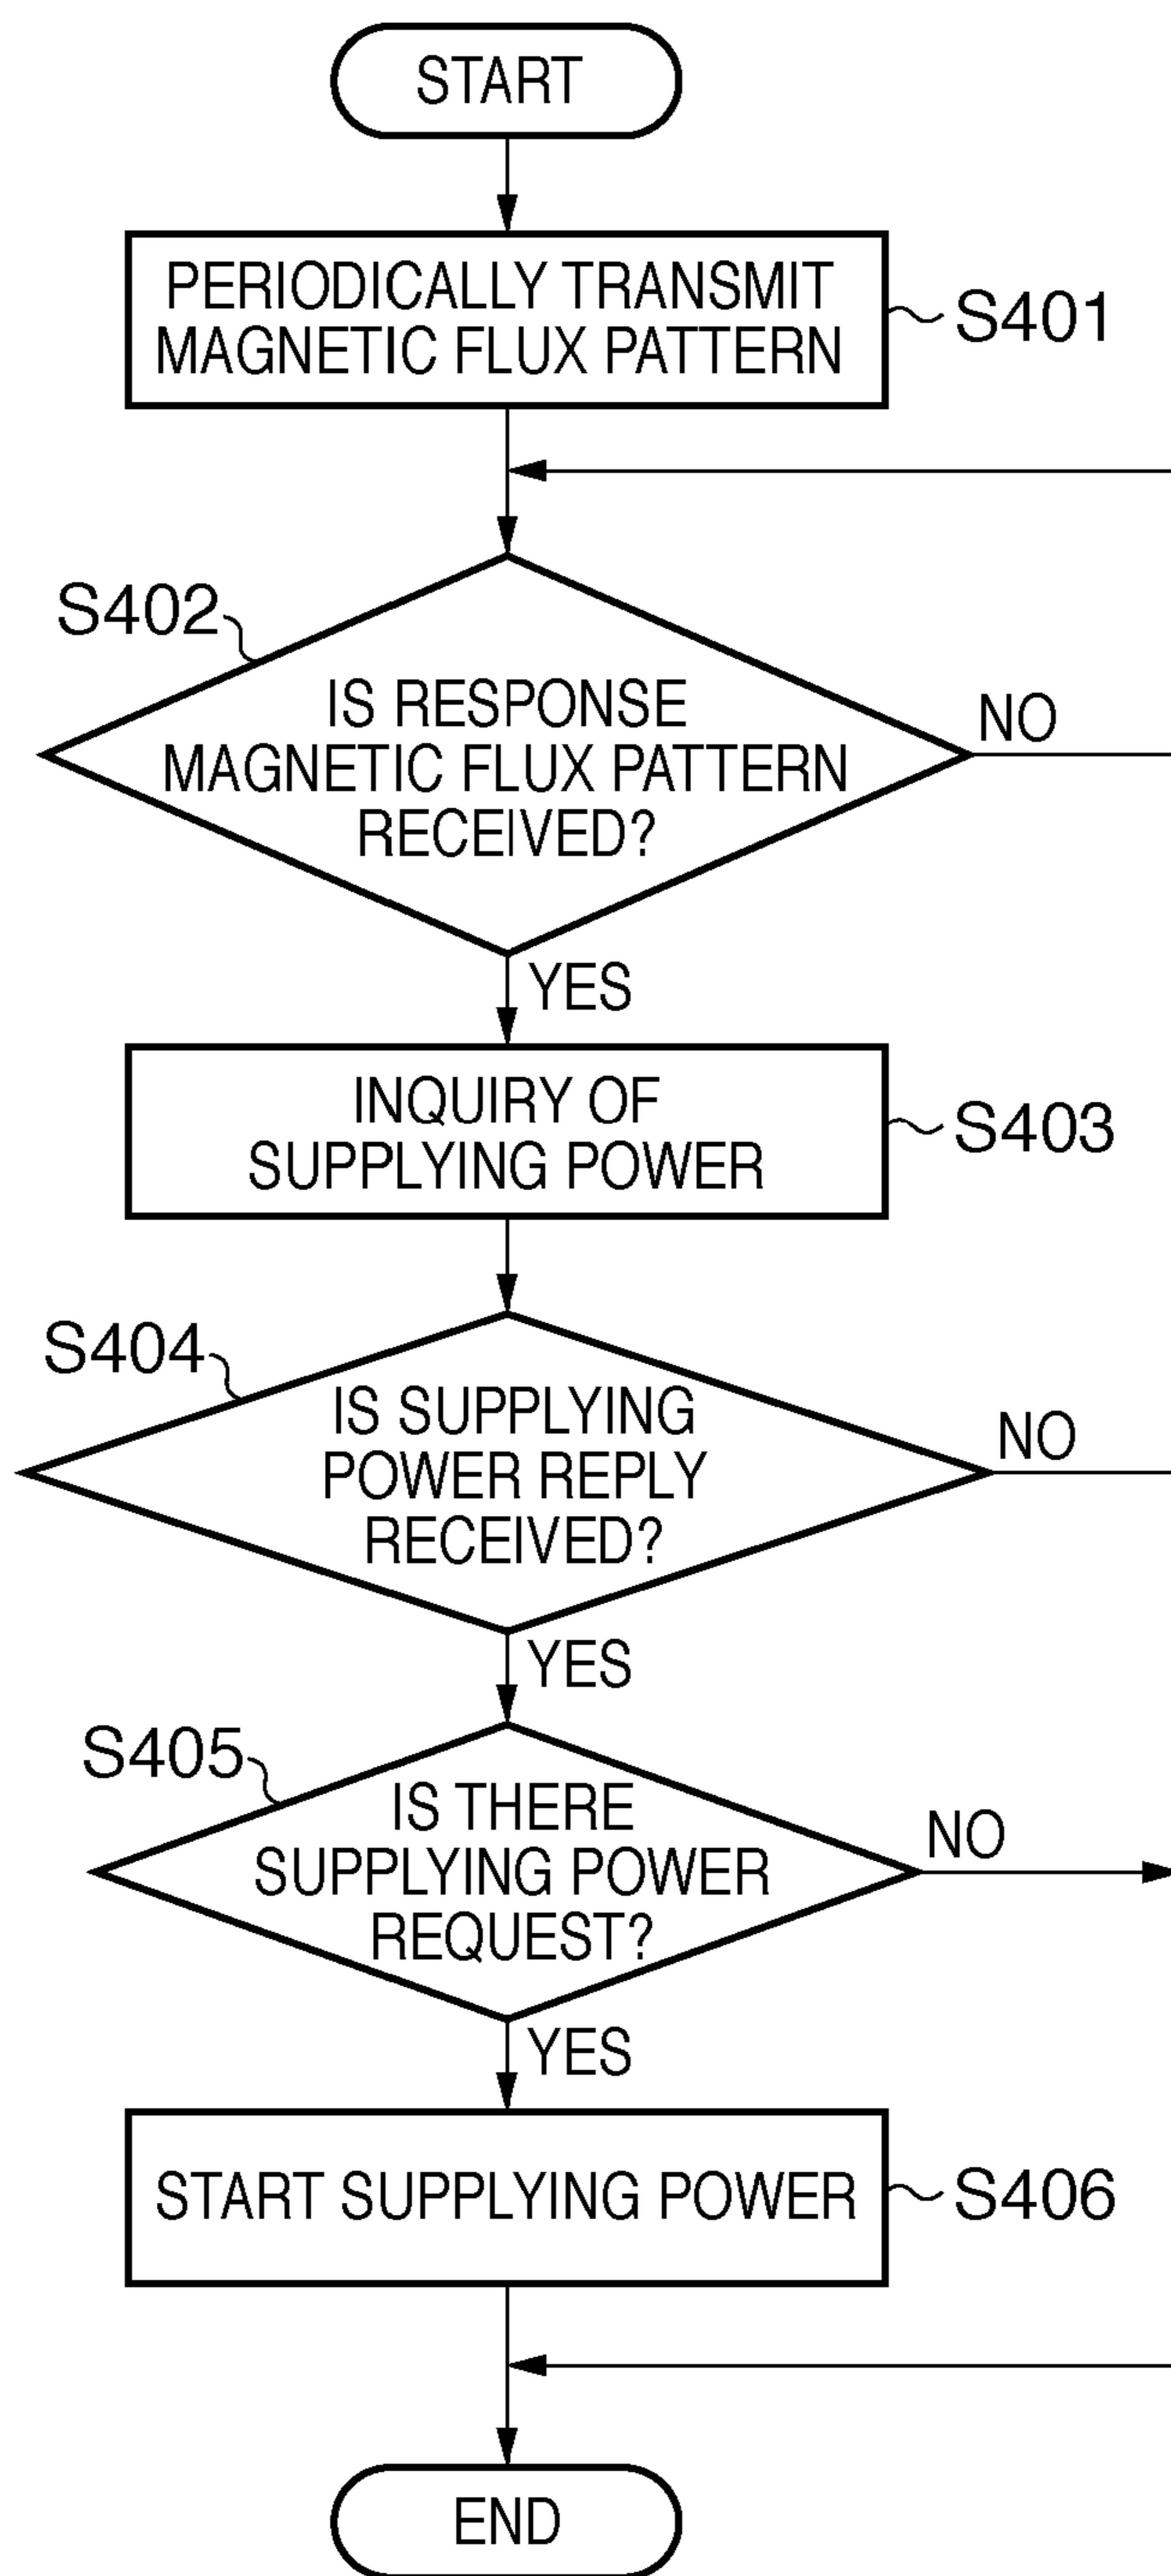 START
PERIODICALLY TRANSMIT
MAGNETIC FLUX PATTERN
S401
S402
IS RESPONSE
MAGNETIC FLUX PATTERN
RECEIVED?
NO
YES
INQUIRY OF
SUPPLYING POWER
S403
S404
IS SUPPLYING
POWER REPLY
RECEIVED?
NO
YES
S405
IS THERE
SUPPLYING POWER
REQUEST?
NO
YES
START SUPPLYING POWER
S406
END